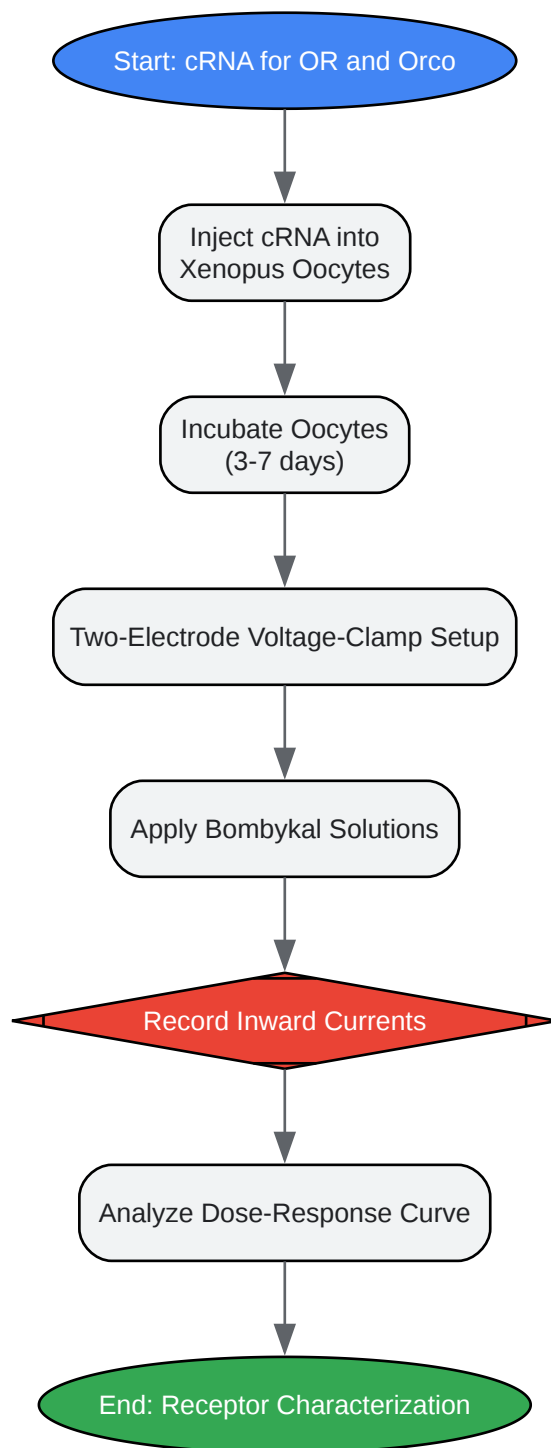 Start: cRNA for OR and Orco
Inject cRNA into
Xenopus Oocytes
Incubate Oocytes
(3-7 days)
Two-Electrode Voltage-Clamp Setup
Apply Bombykal Solutions
Record Inward Currents
Analyze Dose-Response Curve
End: Receptor Characterization